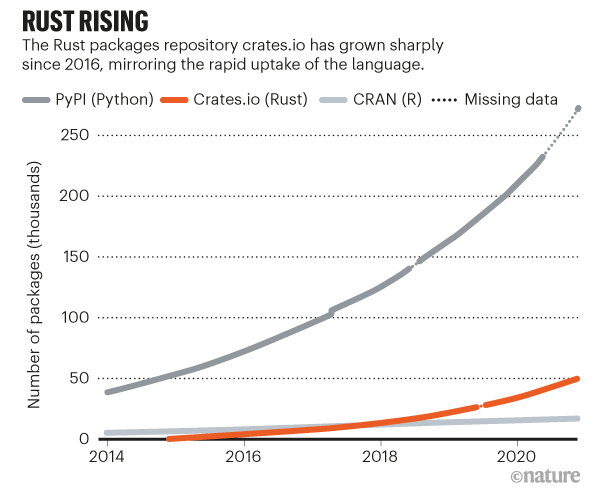 RUST RISING
The Rust packages repository crates.io has grown sharply
since 2016, mirroring the rapid uptake of the language.
PyPI (Python) Crates.io (Rust) CRAN (R) Missing data
Number of packages (thousands)
250
200
150
100
50
0
2014 2016 2018 2020
©nature